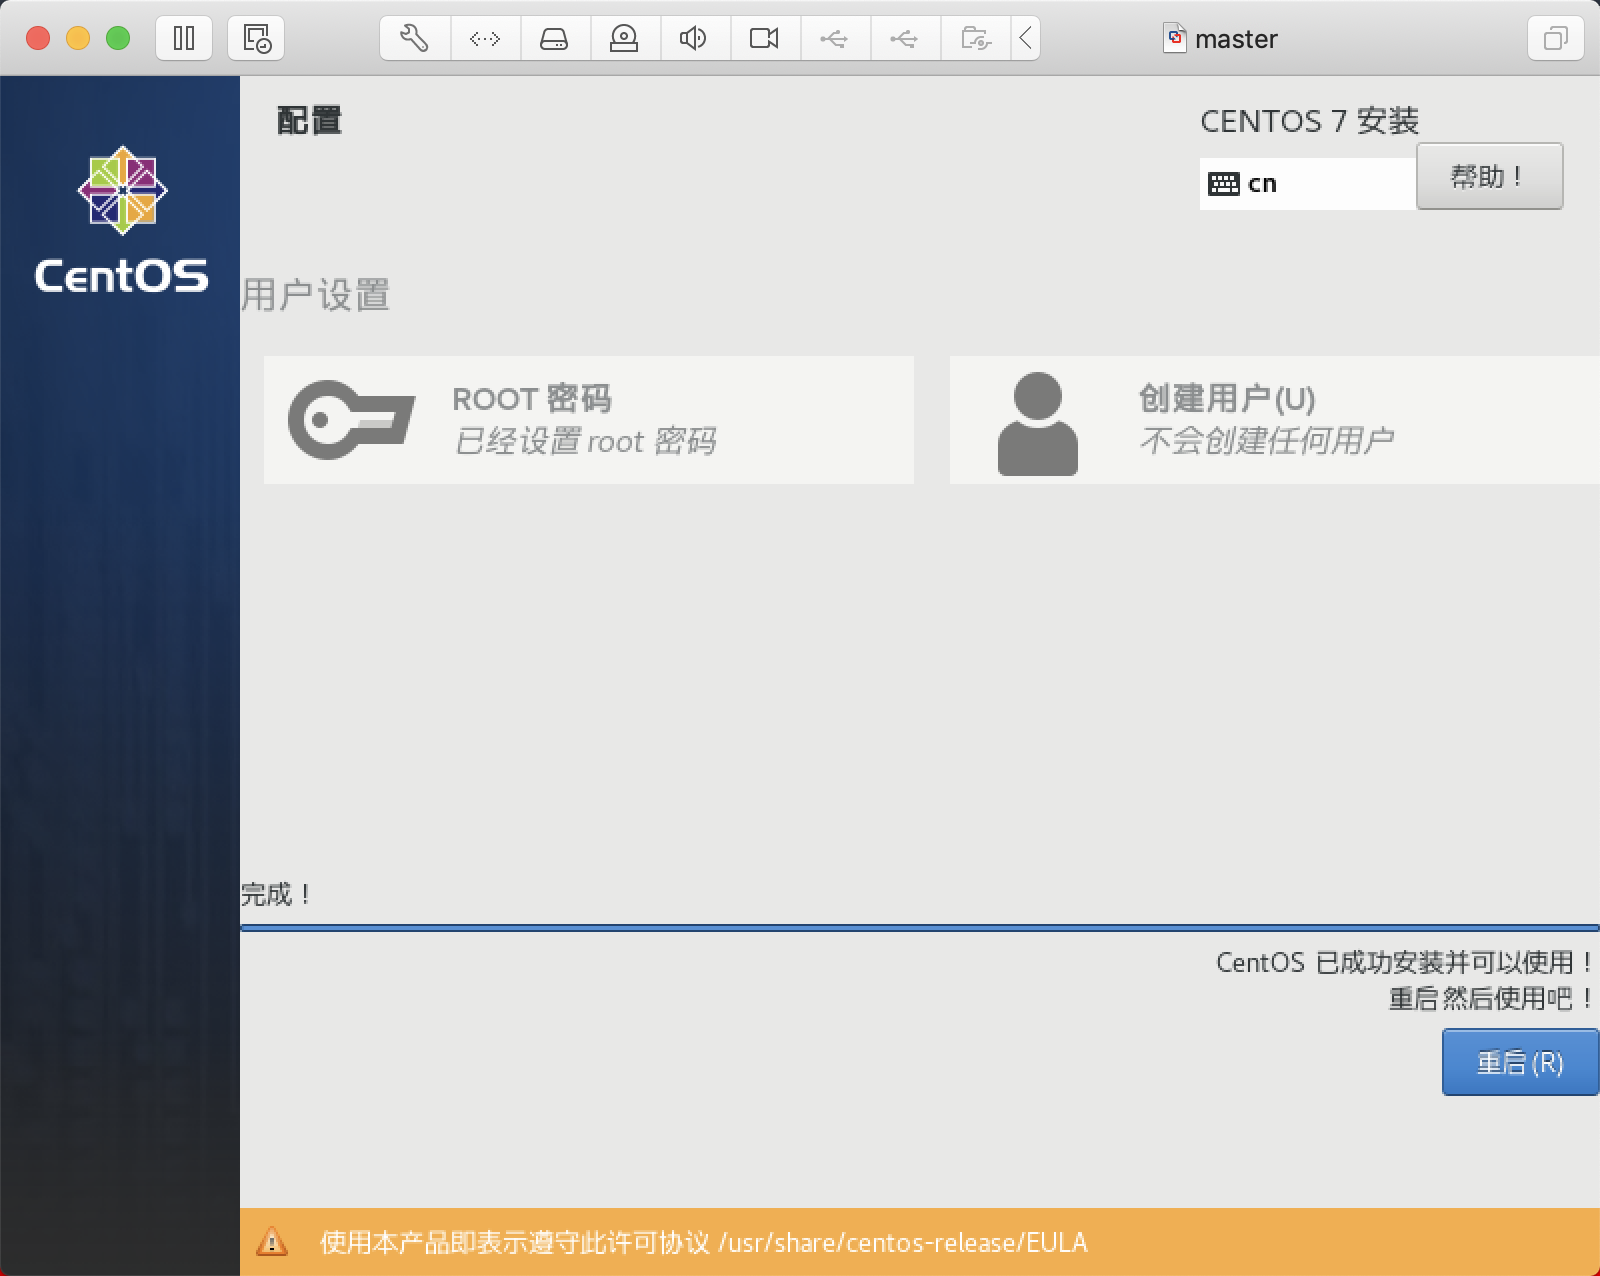 master
配置
CENTOS 7 安装
cn
帮助！
CentOS
用户设置
ROOT 密码
已经设置 root 密码
创建用户(U)
不会创建任何用户
完成！
CentOS 已成功安装并可以使用！
重启然后使用吧！
重启(R)
使用本产品即表示遵守此许可协议 /usr/share/centos-release/EULA